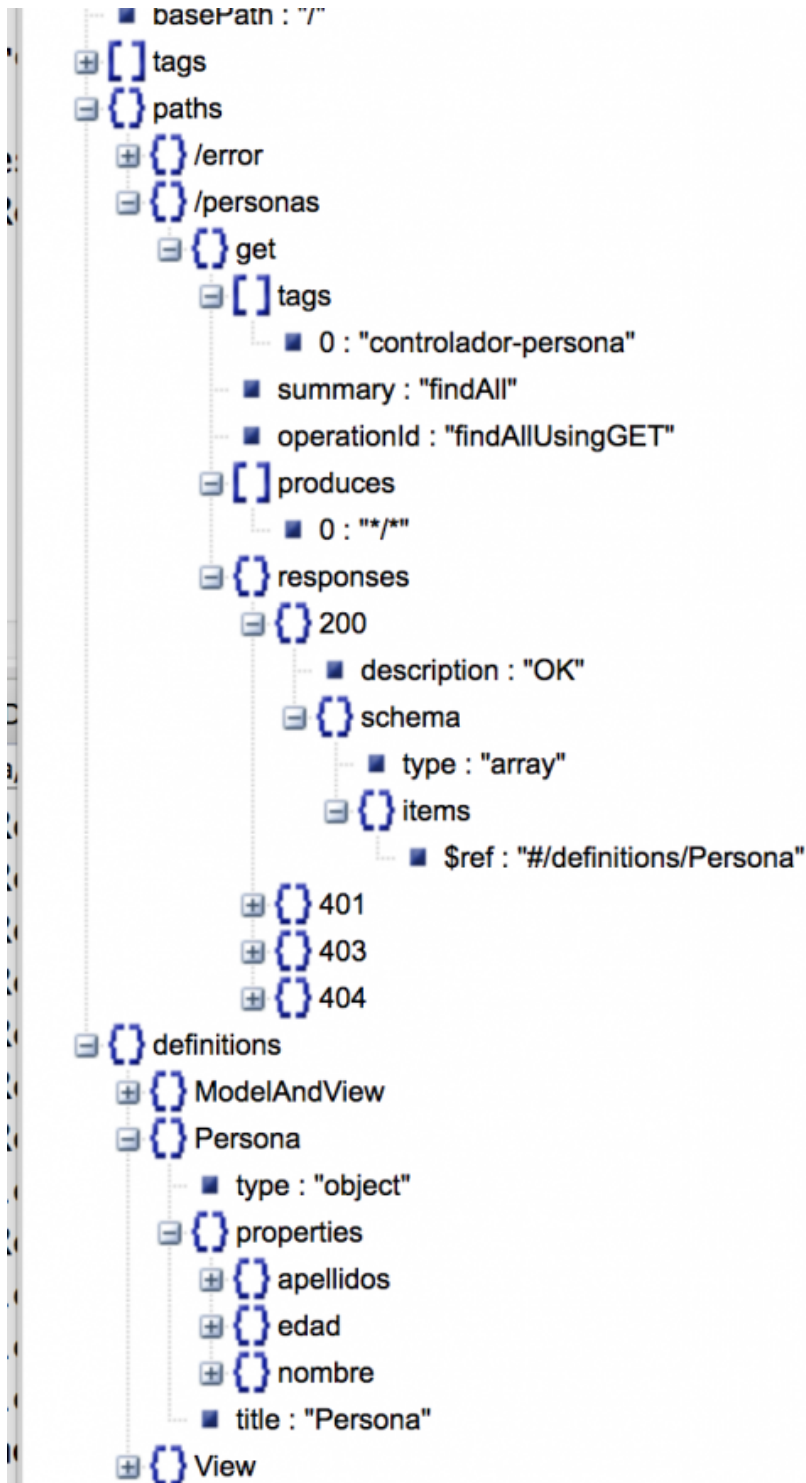 basePath : "/"
tags
paths
/error
/personas
get
tags
0 : "controlador-persona"
summary : "findAll"
operationId : "findAllUsingGET"
produces
0 : "*/*"
responses
200
description : "OK"
schema
type : "array"
items
$ref : "#/definitions/Persona"
401
403
404
definitions
ModelAndView
Persona
type : "object"
properties
apellidos
edad
nombre
title : "Persona"
View